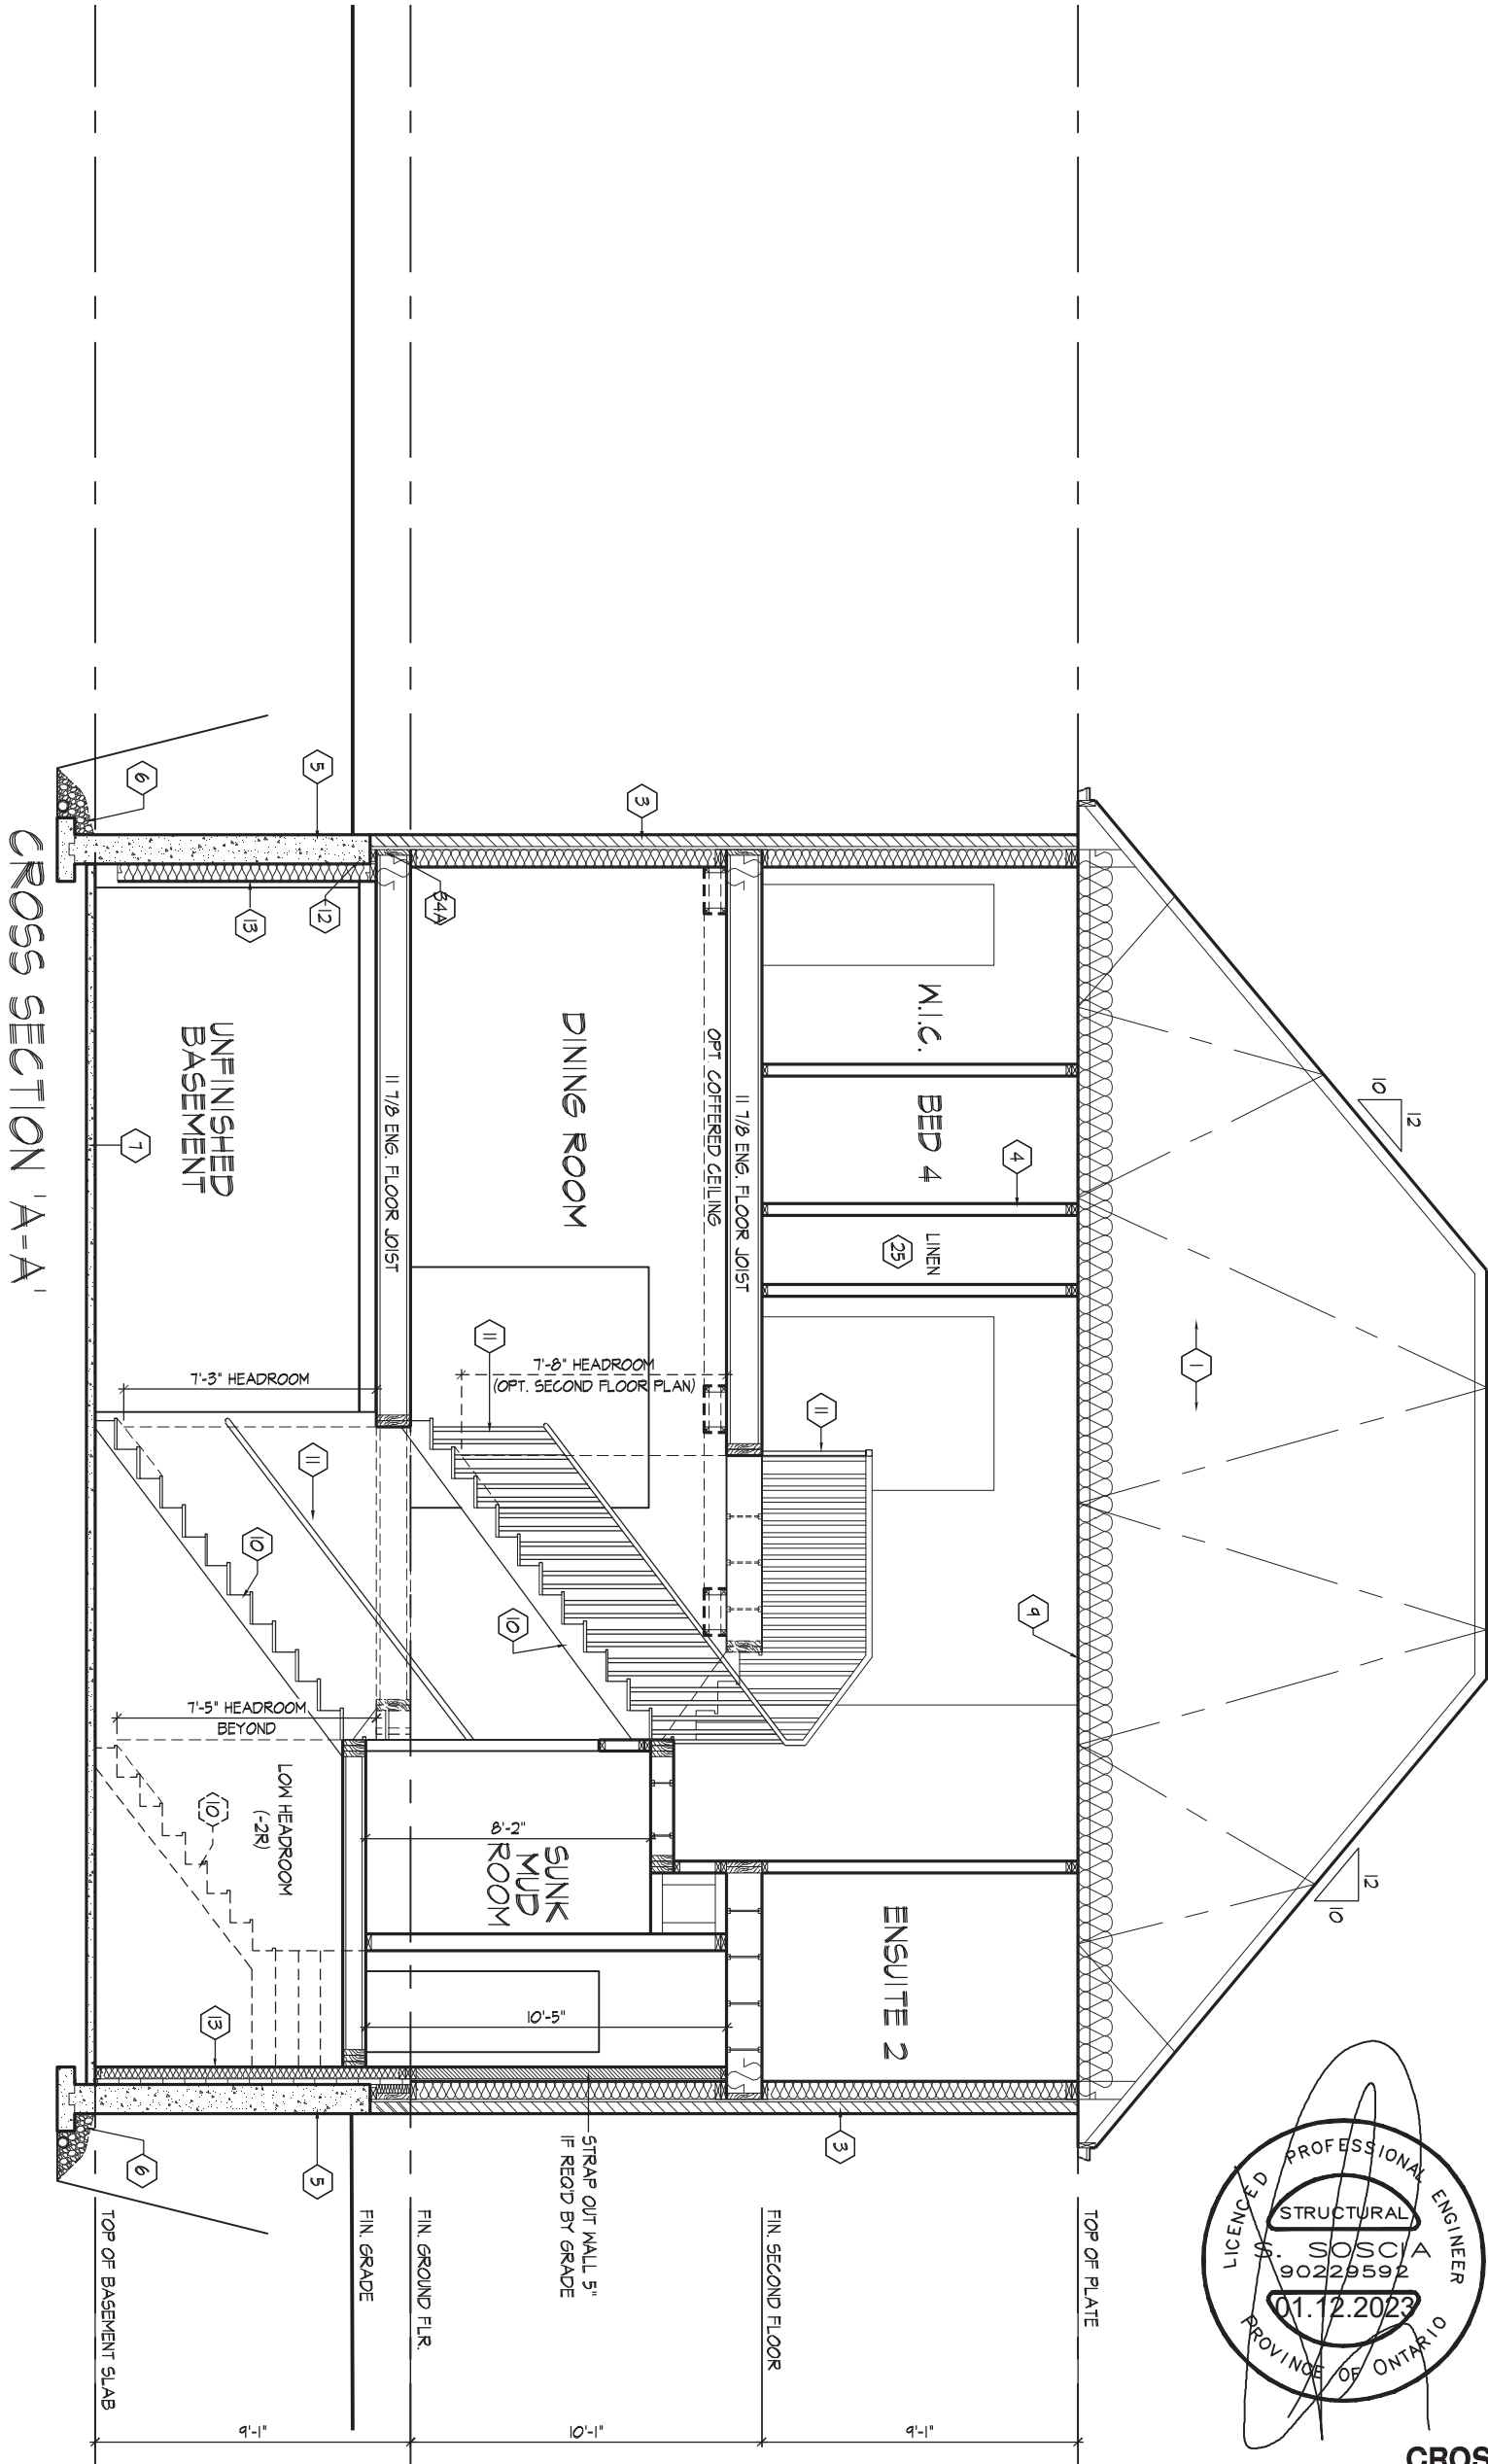 10
12
12
10
1
9
TOP OF PLATE
W.I.C.
BED 4
4
LINEN
25
11
ENSUITE 2
FIN. SECOND FLOOR
11 7/8 ENG. FLOOR JOIST
OPT. COFFERED CEILING
3
3
DINING ROOM
11
7'-8" HEADROOM
(OPT. SECOND FLOOR PLAN)
10
8'-2"
SUNK
MUD
ROOM
10'-5"
STRAP OUT WALL 5"
IF REQ'D BY GRADE
FIN. GROUND FLR.
FIN. GRADE
34A
11 7/8 ENG. FLOOR JOIST
12
13
5
6
UNFINISHED
BASEMENT
7
7'-3" HEADROOM
11
10
7'-5" HEADROOM
BEYOND
LOW HEADROOM
(-2R)
10
13
5
6
TOP OF BASEMENT SLAB
9'-1"
10'-1"
9'-1"
CROSS SECTION 'A-A'
LICENCED PROFESSIONAL ENGINEER
STRUCTURAL
S. SOSCIA
90229592
01.12.2023
PROVINCE OF ONTARIO
CROS